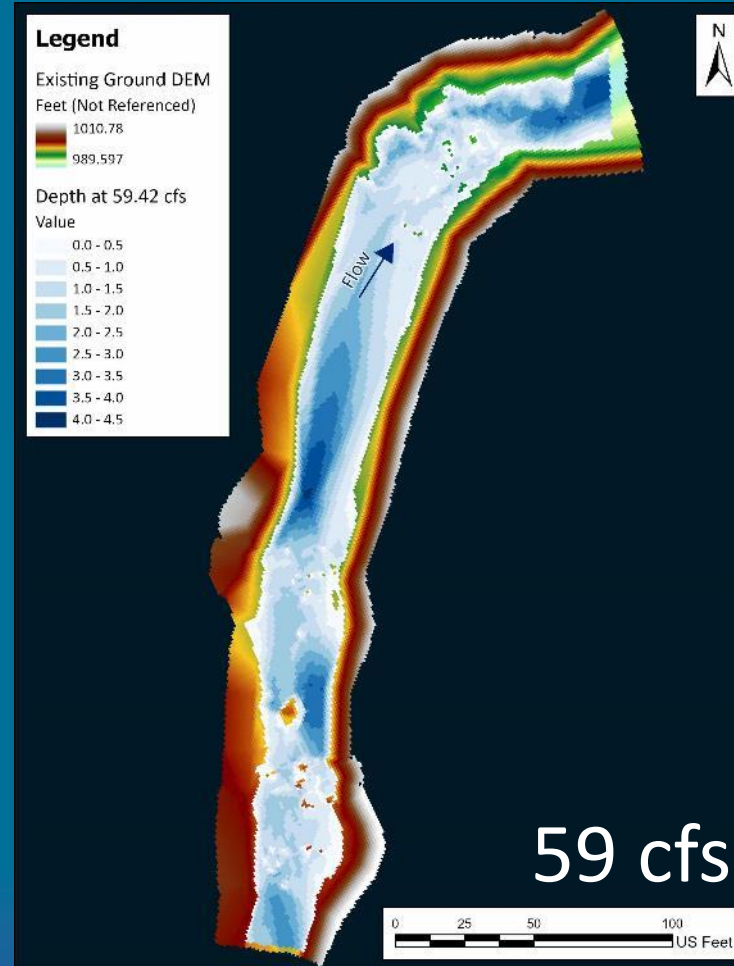 Legend
Existing Ground DEM
Feet (Not Referenced)
1010.78
989.597
Depth at 59.42 cfs
Value
0.0 - 0.5
0.5 - 1.0
1.0 - 1.5
1.5 - 2.0
2.0 - 2.5
2.5 - 3.0
3.0 - 3.5
3.5 - 4.0
4.0 - 4.5
N
Flow
59 cfs
0 25 50 100
US Feet